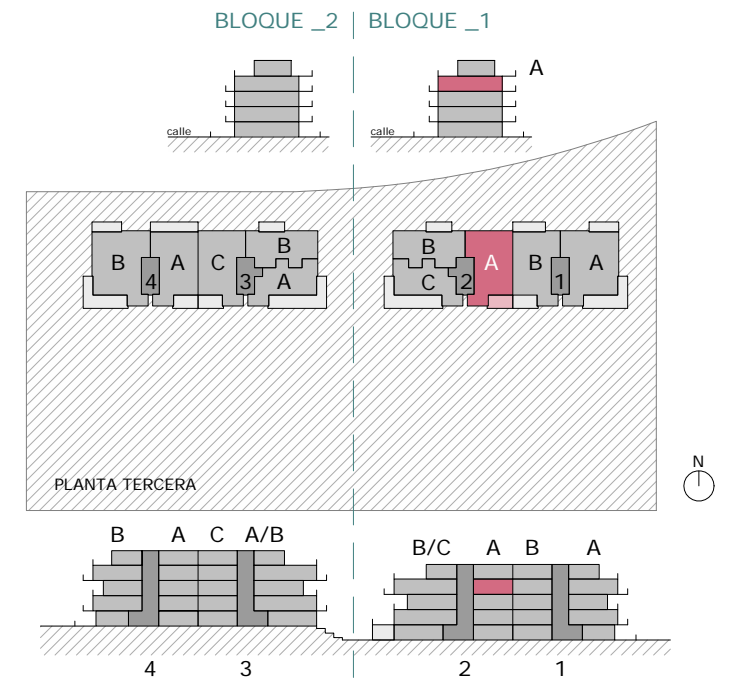 BLOQUE _2 BLOQUE _1
A
calle calle
B A C B B A B A
4 3 A C 2 1
N
PLANTA TERCERA
B A C A/B B/C A B A
4 3 2 1